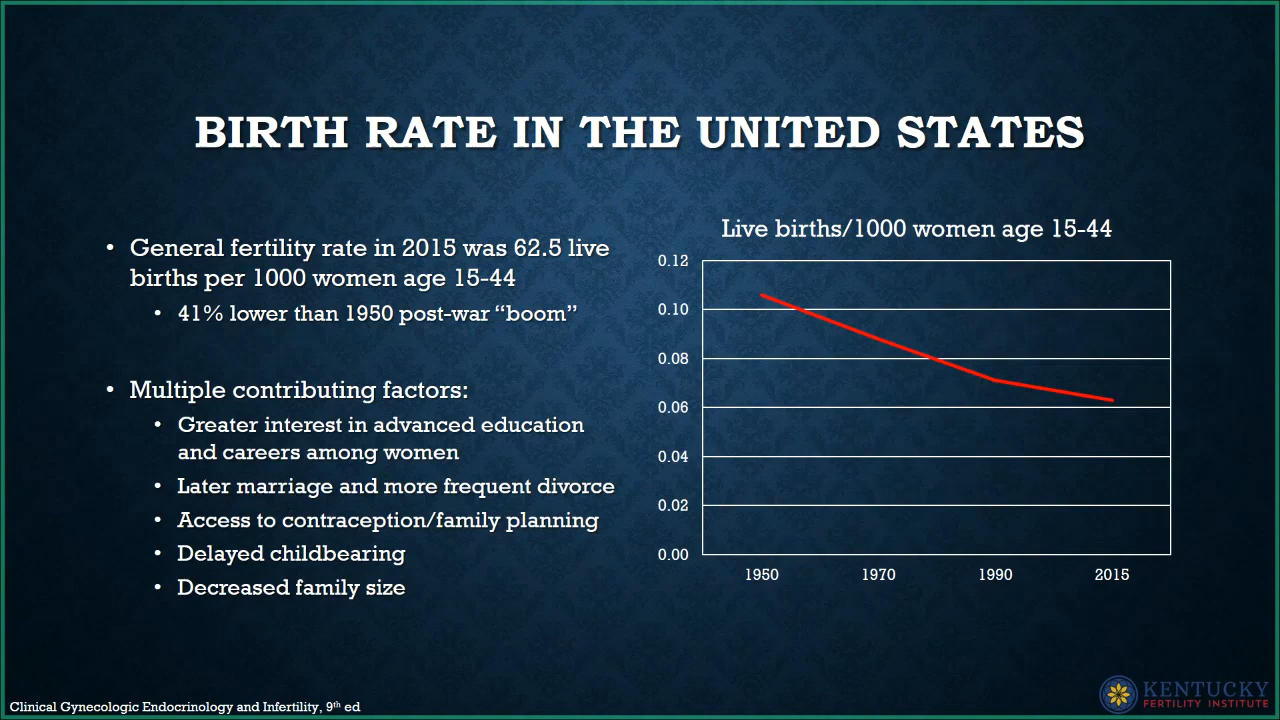 BIRTH RATE IN THE UNITED STATES
• General fertility rate in 2015 was 62.5 live
births per 1000 women age 15-44
• 41% lower than 1950 post-war “boom”
• Multiple contributing factors:
• Greater interest in advanced education
and careers among women
• Later marriage and more frequent divorce
• Access to contraception/family planning
• Delayed childbearing
• Decreased family size
Live births/1000 women age 15-44
0.12
0.10
0.08
0.06
0.04
0.02
0.00
1950 1970 1990 2015
Clinical Gynecologic Endocrinology and Infertility, 9th ed
KENTUCKY
FERTILITY INSTITUTE